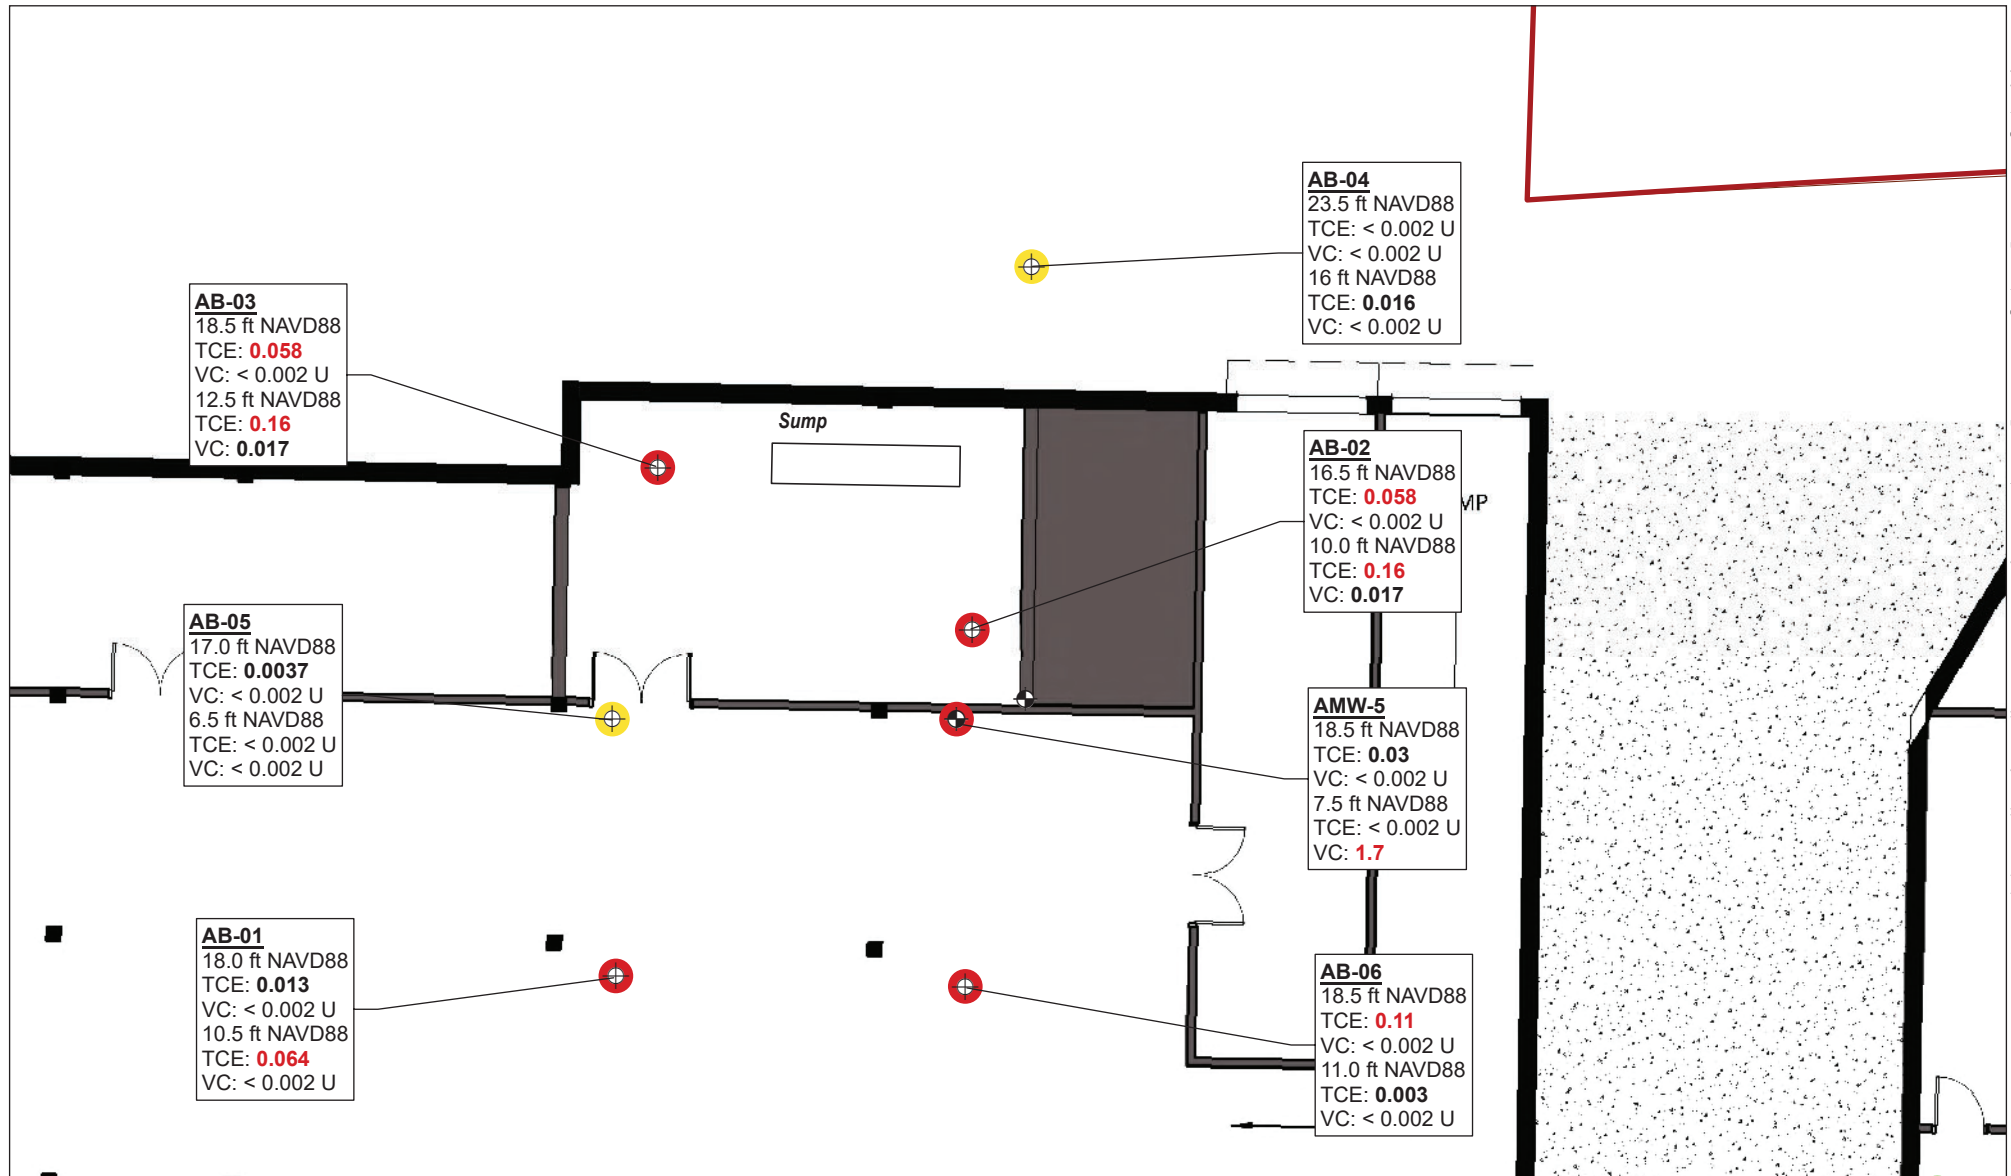 AB-04
23.5 ft NAVD88
TCE: < 0.002 U
VC: < 0.002 U
16 ft NAVD88
TCE: 0.016
VC: < 0.002 U
AB-03
18.5 ft NAVD88
TCE: 0.058
VC: < 0.002 U
12.5 ft NAVD88
TCE: 0.16
VC: 0.017
Sump
AB-02
16.5 ft NAVD88
TCE: 0.058
VC: < 0.002 U
10.0 ft NAVD88
TCE: 0.16
VC: 0.017
MP
AB-05
17.0 ft NAVD88
TCE: 0.0037
VC: < 0.002 U
6.5 ft NAVD88
TCE: < 0.002 U
VC: < 0.002 U
AMW-5
18.5 ft NAVD88
TCE: 0.03
VC: < 0.002 U
7.5 ft NAVD88
TCE: < 0.002 U
VC: 1.7
AB-01
18.0 ft NAVD88
TCE: 0.013
VC: < 0.002 U
10.5 ft NAVD88
TCE: 0.064
VC: < 0.002 U
AB-06
18.5 ft NAVD88
TCE: 0.11
VC: < 0.002 U
11.0 ft NAVD88
TCE: 0.003
VC: < 0.002 U